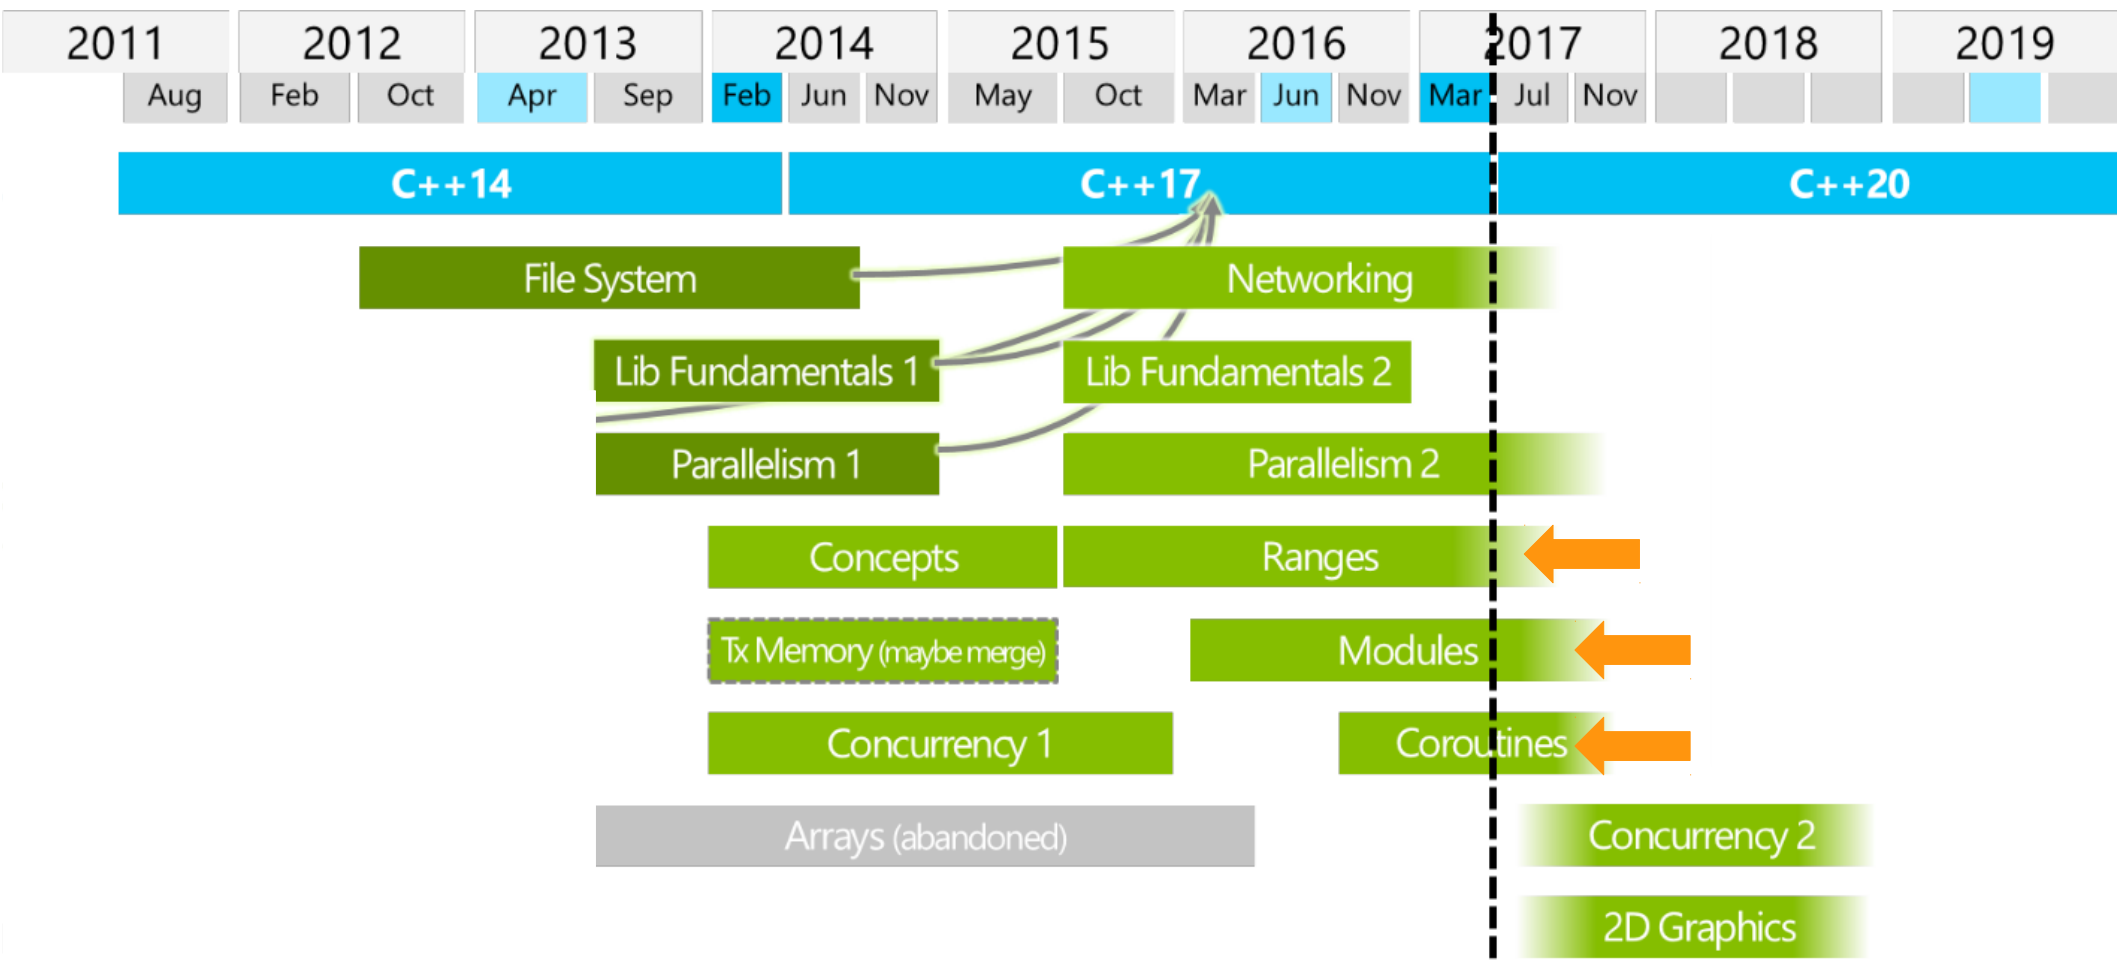 2011 2012 2013 2014 2015 2016 2017 2018 2019
Aug Feb Oct Apr Sep Feb Jun Nov May Oct Mar Jun Nov Mar Jul Nov
C++14 C++17 C++20
File System Networking
Lib Fundamentals 1 Lib Fundamentals 2
Parallelism 1 Parallelism 2
Concepts Ranges
Tx Memory (maybe merge) Modules
Concurrency 1 Coroutines
Arrays (abandoned) Concurrency 2
2D Graphics